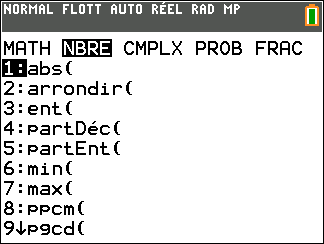 NORMAL FLOTT AUTO RÉEL RAD MP
MATH NBRE CMPLX PROB FRAC
1:abs(
2:arrondir(
3:ent(
4:partDéc(
5:partEnt(
6:min(
7:max(
8:ppcm(
9↓pgcd(